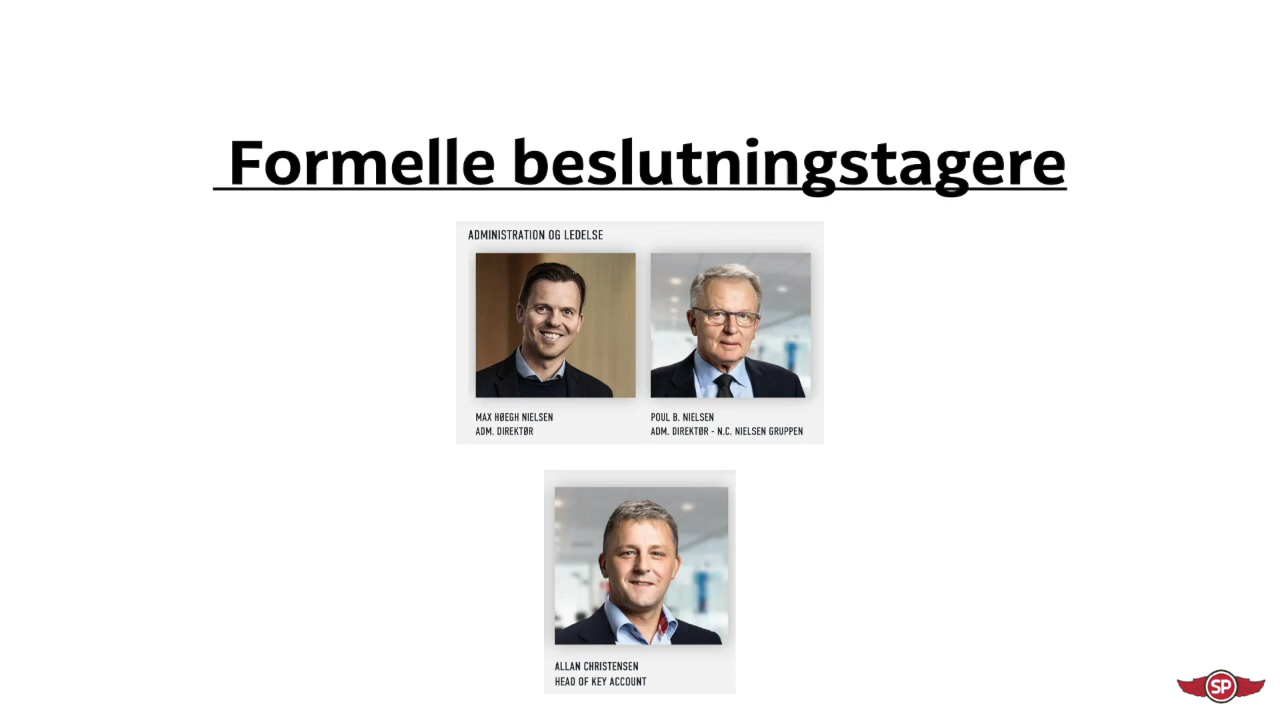 Formelle beslutningstagere
ADMINISTRATION OG LEDELSE
MAX HØEGH NIELSEN
ADM. DIREKTØR
POUL B. NIELSEN
ADM. DIREKTØR - N.C. NIELSEN GRUPPEN
ALLAN CHRISTENSEN
HEAD OF KEY ACCOUNT
SP